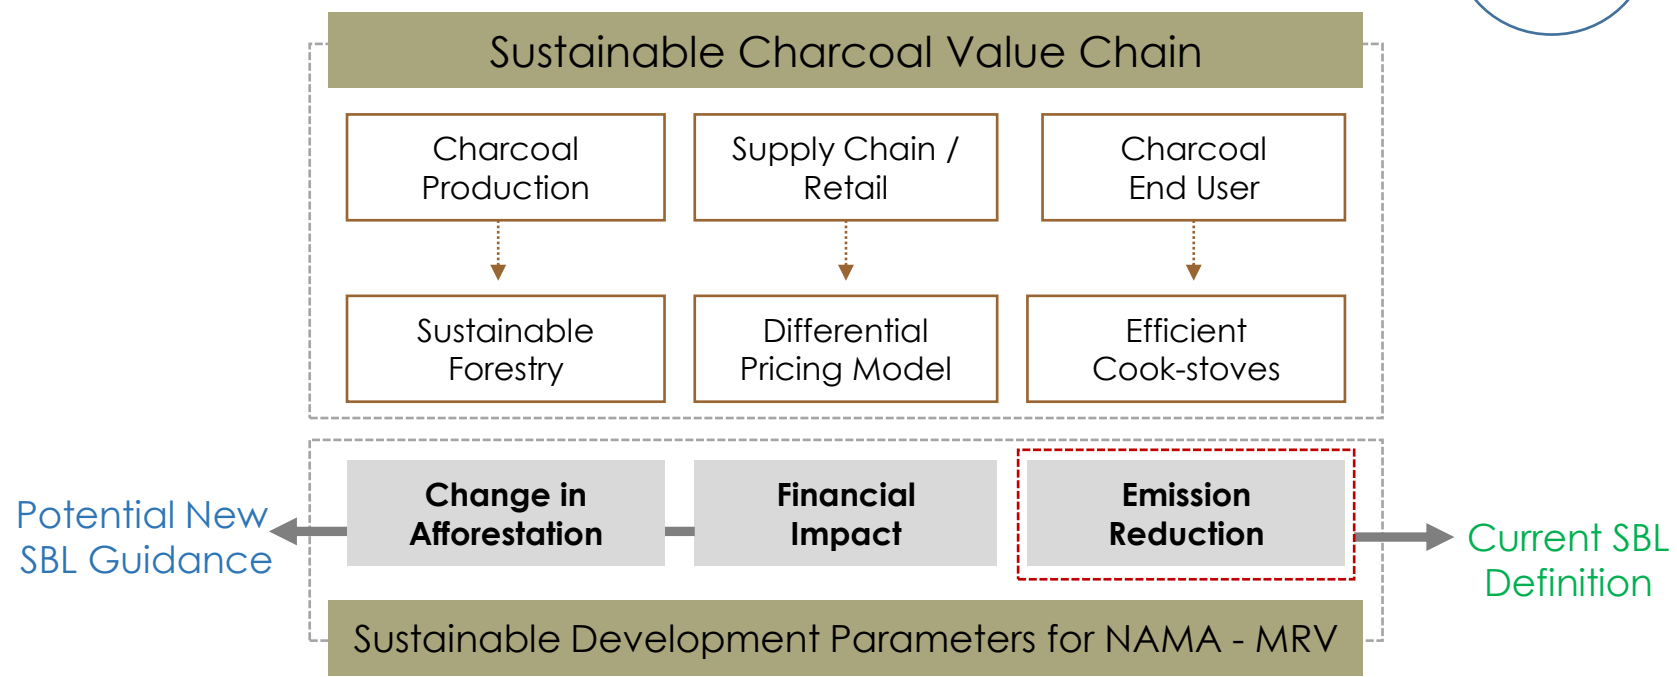 Sustainable Charcoal Value Chain
Charcoal
Production
Supply Chain /
Retail
Charcoal
End User
Sustainable
Forestry
Differential
Pricing Model
Efficient
Cook-stoves
Potential New
SBL Guidance
Change in
Afforestation
Financial
Impact
Emission
Reduction
Current SBL
Definition
Sustainable Development Parameters for NAMA - MRV